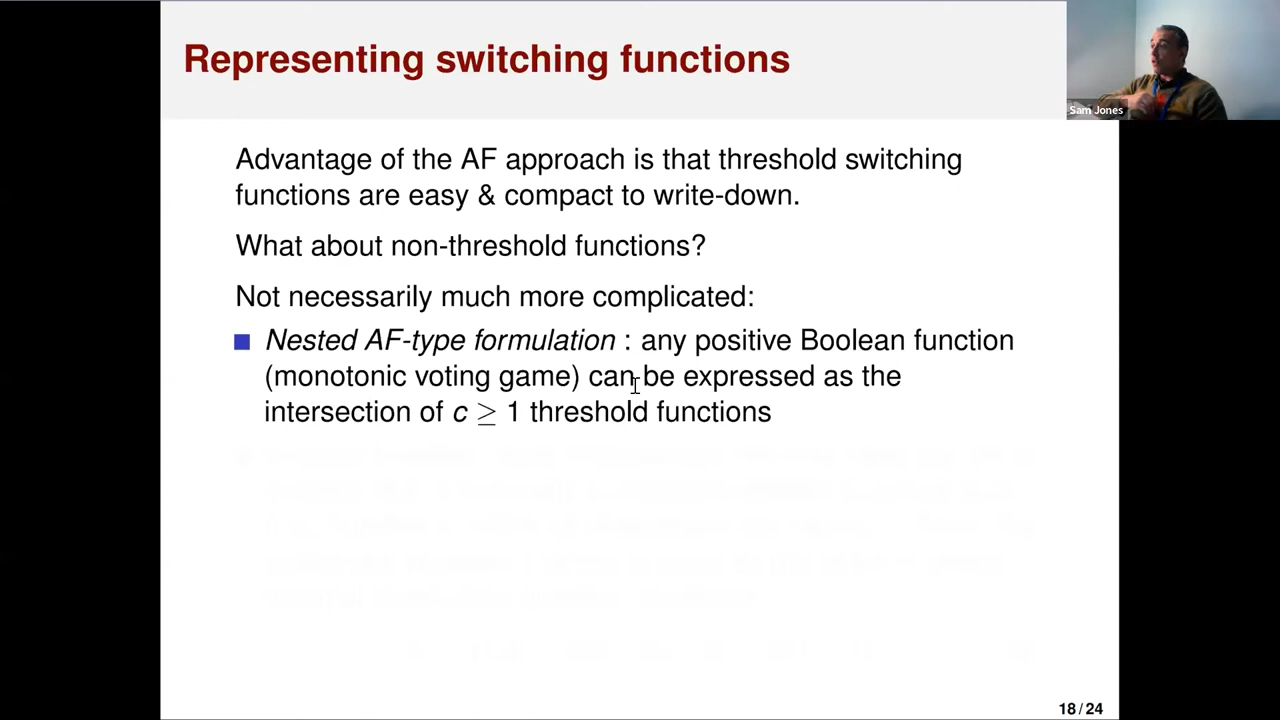 Representing switching functions
Sam Jones
Advantage of the AF approach is that threshold switching
functions are easy & compact to write-down.
What about non-threshold functions?
Not necessarily much more complicated:
Nested AF-type formulation : any positive Boolean function
(monotonic voting game) can be expressed as the
intersection of c ≥ 1 threshold functions
18 / 24